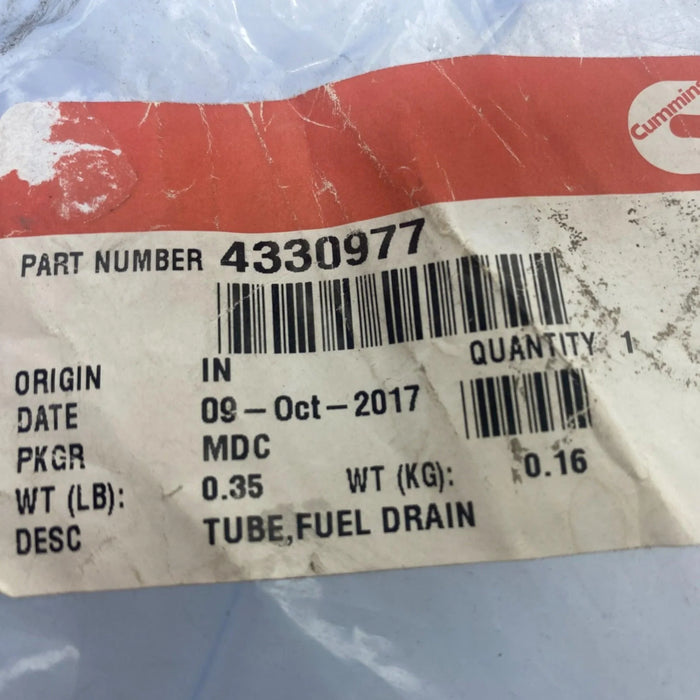 Cummins
PART NUMBER 4330977
QUANTITY 1
ORIGIN IN
DATE 09-Oct-2017
PKGR MDC
WT (LB): 0.35 WT (KG): 0.16
DESC TUBE,FUEL DRAIN